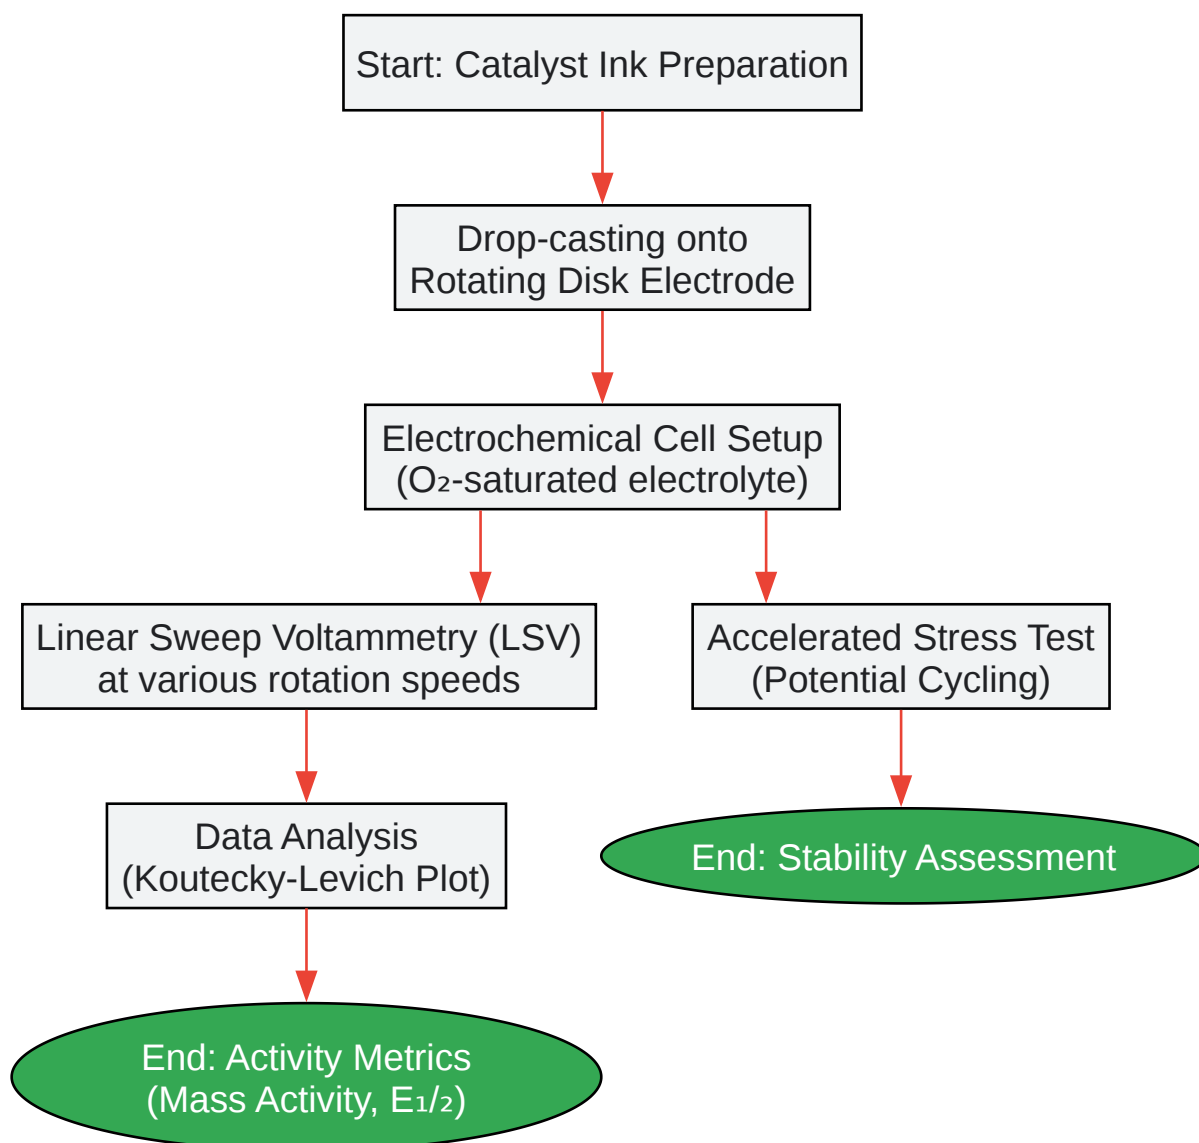 Start: Catalyst Ink Preparation
Drop-casting onto
Rotating Disk Electrode
Electrochemical Cell Setup
(O₂-saturated electrolyte)
Linear Sweep Voltammetry (LSV)
at various rotation speeds
Accelerated Stress Test
(Potential Cycling)
Data Analysis
(Koutecky-Levich Plot)
End: Stability Assessment
End: Activity Metrics
(Mass Activity, E₁/₂)